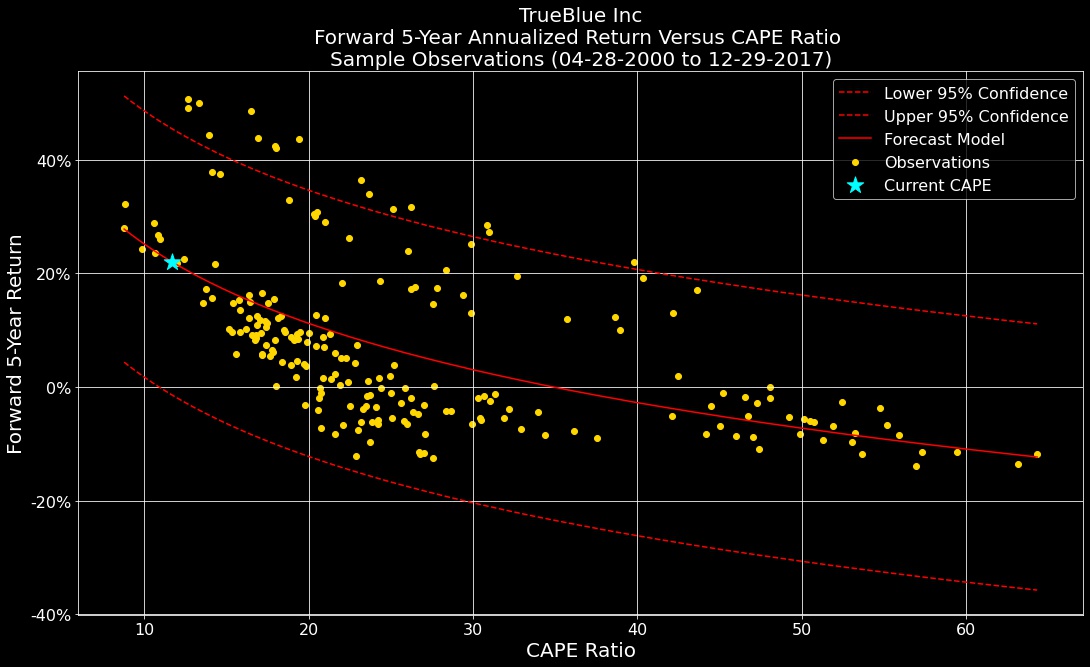 TrueBlue Inc
Forward 5-Year Annualized Return Versus CAPE Ratio
Sample Observations (04-28-2000 to 12-29-2017)
Lower 95% Confidence
Upper 95% Confidence
Forecast Model
Observations
Current CAPE
Forward 5-Year Return
40%
20%
0%
-20%
-40%
10
20
30
40
50
60
CAPE Ratio